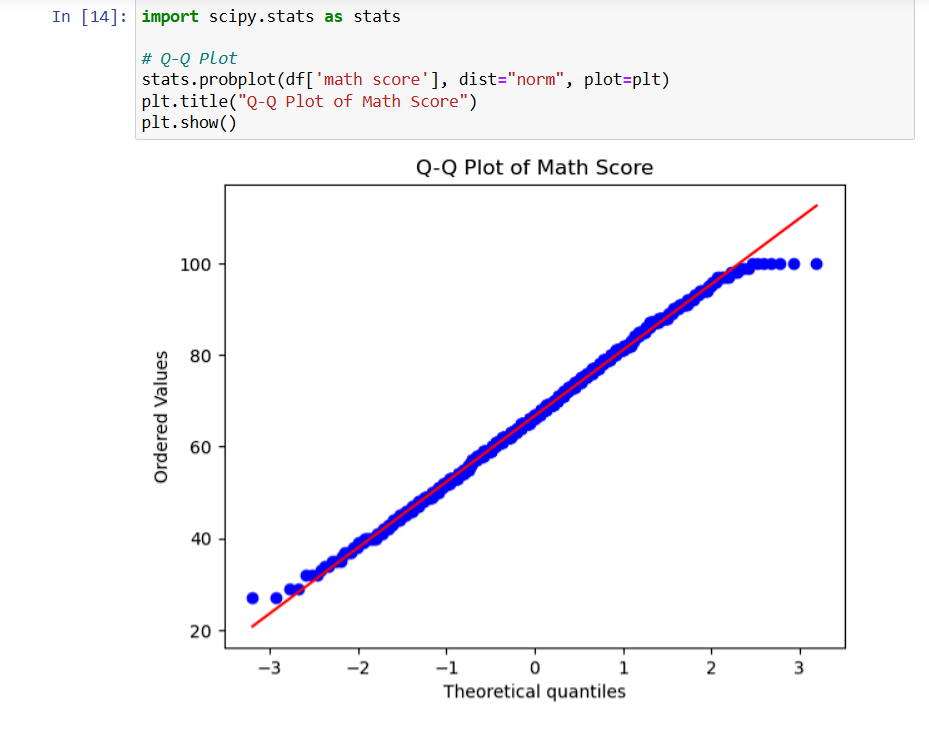 In [14]: import scipy.stats as stats
# Q-Q Plot
stats.probplot(df['math score'], dist="norm", plot=plt)
plt.title("Q-Q Plot of Math Score")
plt.show()
Q-Q Plot of Math Score
100
80
60
40
20
Ordered Values
−3 −2 −1 0 1 2 3
Theoretical quantiles